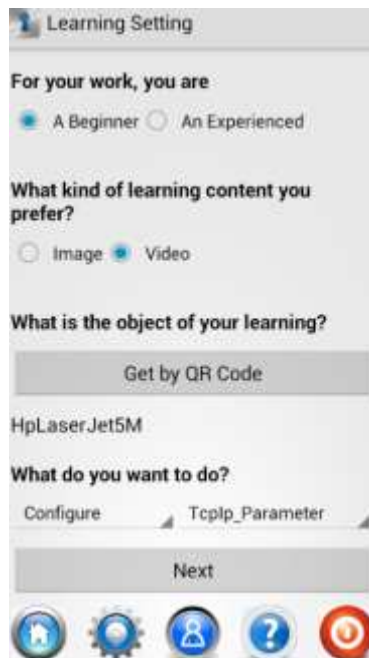 Learning Setting
For your work, you are
A Beginner An Experienced
What kind of learning content you
prefer?
Image Video
What is the object of your learning?
Get by QR Code
HpLaserJet5M
What do you want to do?
Configure TcpIp_Parameter
Next
?